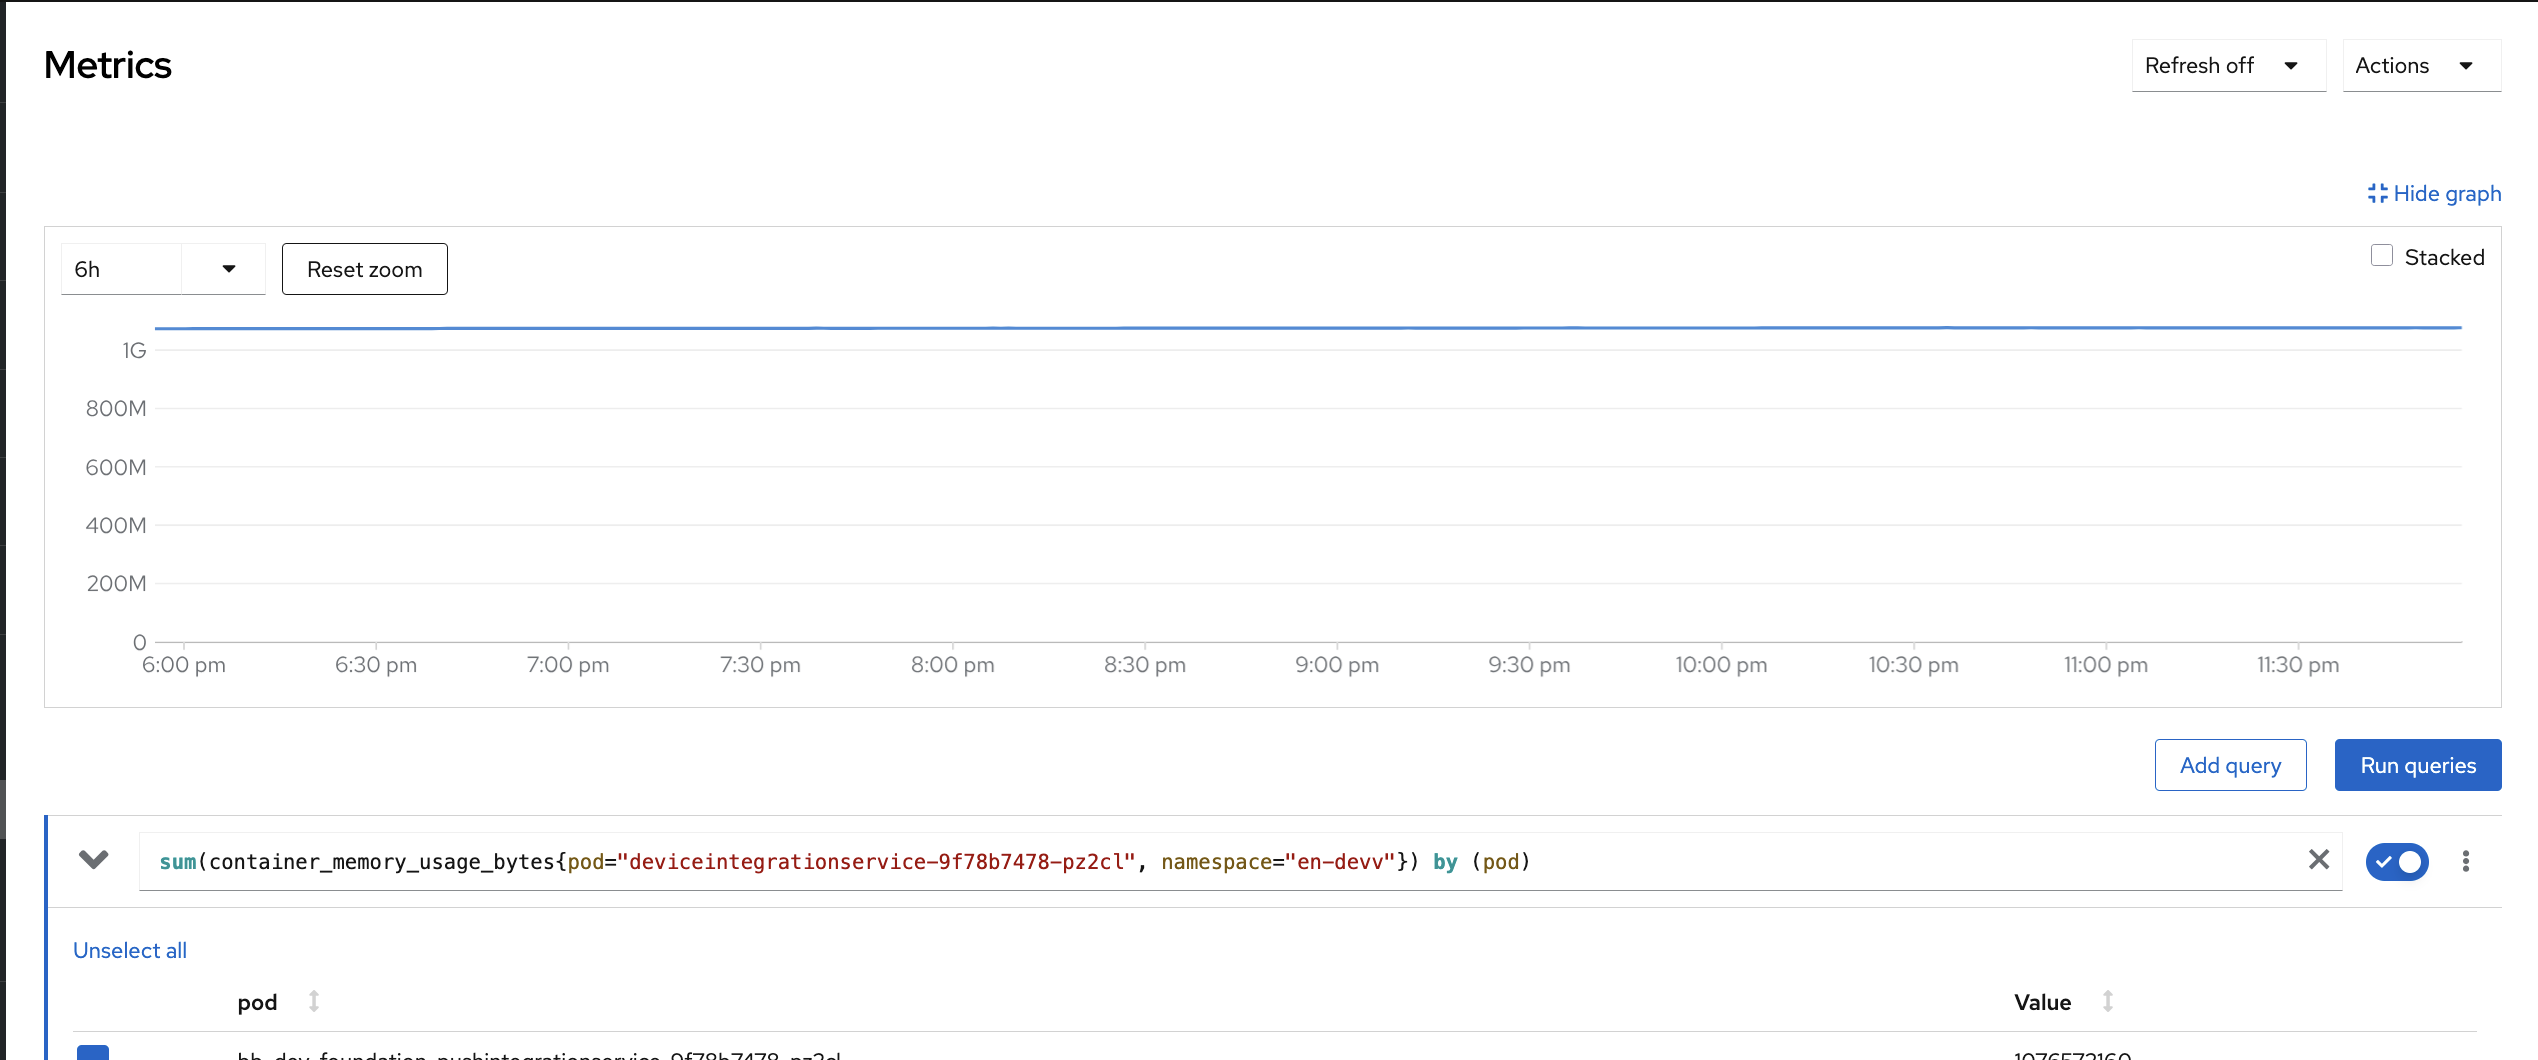 Metrics
Refresh off
Actions
Hide graph
6h
Reset zoom
Stacked
1G
800M
600M
400M
200M
0
6:00 pm 6:30 pm 7:00 pm 7:30 pm 8:00 pm 8:30 pm 9:00 pm 9:30 pm 10:00 pm 10:30 pm 11:00 pm 11:30 pm
Add query
Run queries
sum(container_memory_usage_bytes{pod="deviceintegrationservice-9f78b7478-pz2cl", namespace="en-devv"}) by (pod)
Unselect all
pod Value